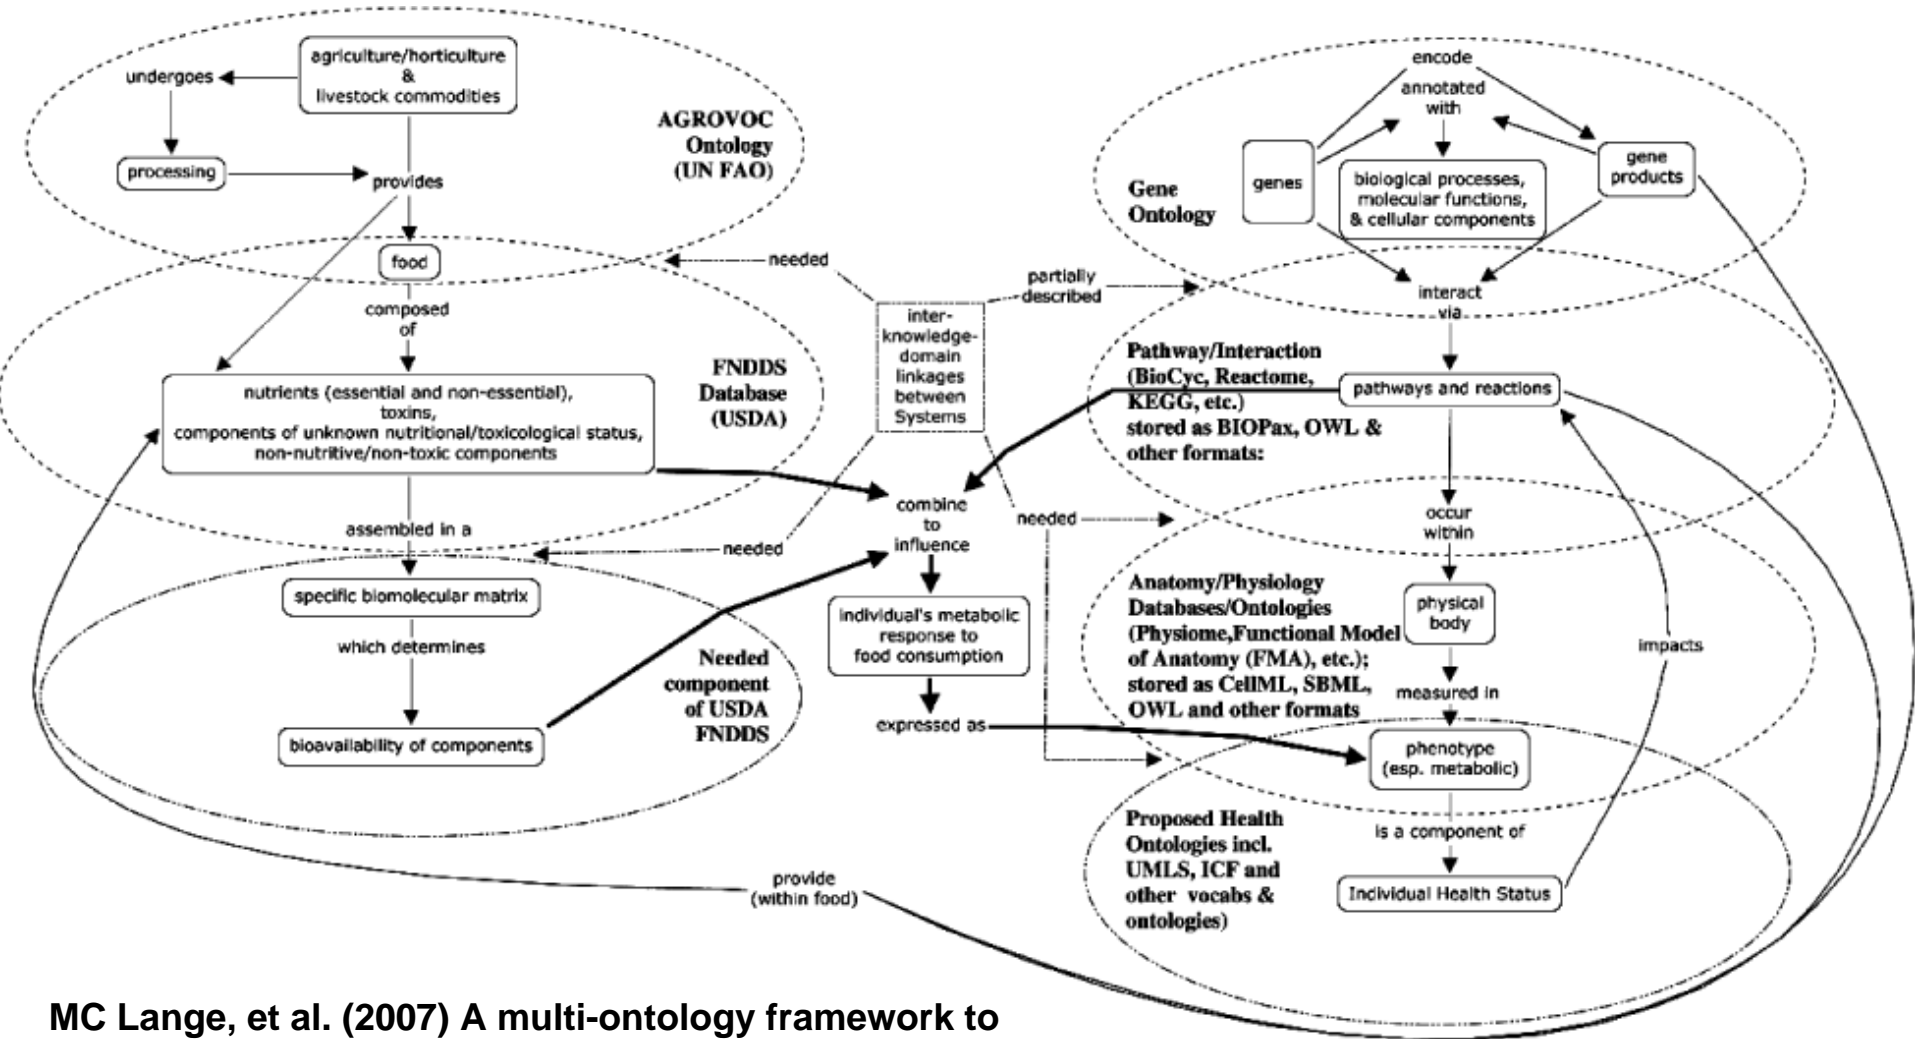 agriculture/horticulture
&
livestock commodities
undergoes
processing
provides
AGROVOC
Ontology
(UN FAO)
food
composed
of
nutrients (essential and non-essential),
toxins,
components of unknown nutritional/toxicological status,
non-nutritive/non-toxic components
FNDDS
Database
(USDA)
assembled in a
specific biomolecular matrix
which determines
bioavailability of components
Needed
component
of USDA
FNDDS
needed
partially
described
inter-
knowledge-
domain
linkages
between
Systems
needed
needed
combine
to
influence
individual's metabolic
response to
food consumption
expressed as
provide
(within food)
encode
annotated
with
genes
biological processes,
molecular functions,
& cellular components
gene
products
Gene
Ontology
interact
via
Pathway/Interaction
(BioCyc, Reactome,
KEGG, etc.)
stored as BIOPax, OWL &
other formats:
pathways and reactions
occur
within
Anatomy/Physiology
Databases/Ontologies
(Physiome,Functional Model
of Anatomy (FMA), etc.);
stored as CellML, SBML,
OWL and other formats
physical
body
measured in
impacts
phenotype
(esp. metabolic)
is a component of
Individual Health Status
Proposed Health
Ontologies incl.
UMLS, ICF and
other vocabs &
ontologies)
MC Lange, et al. (2007) A multi-ontology framework to